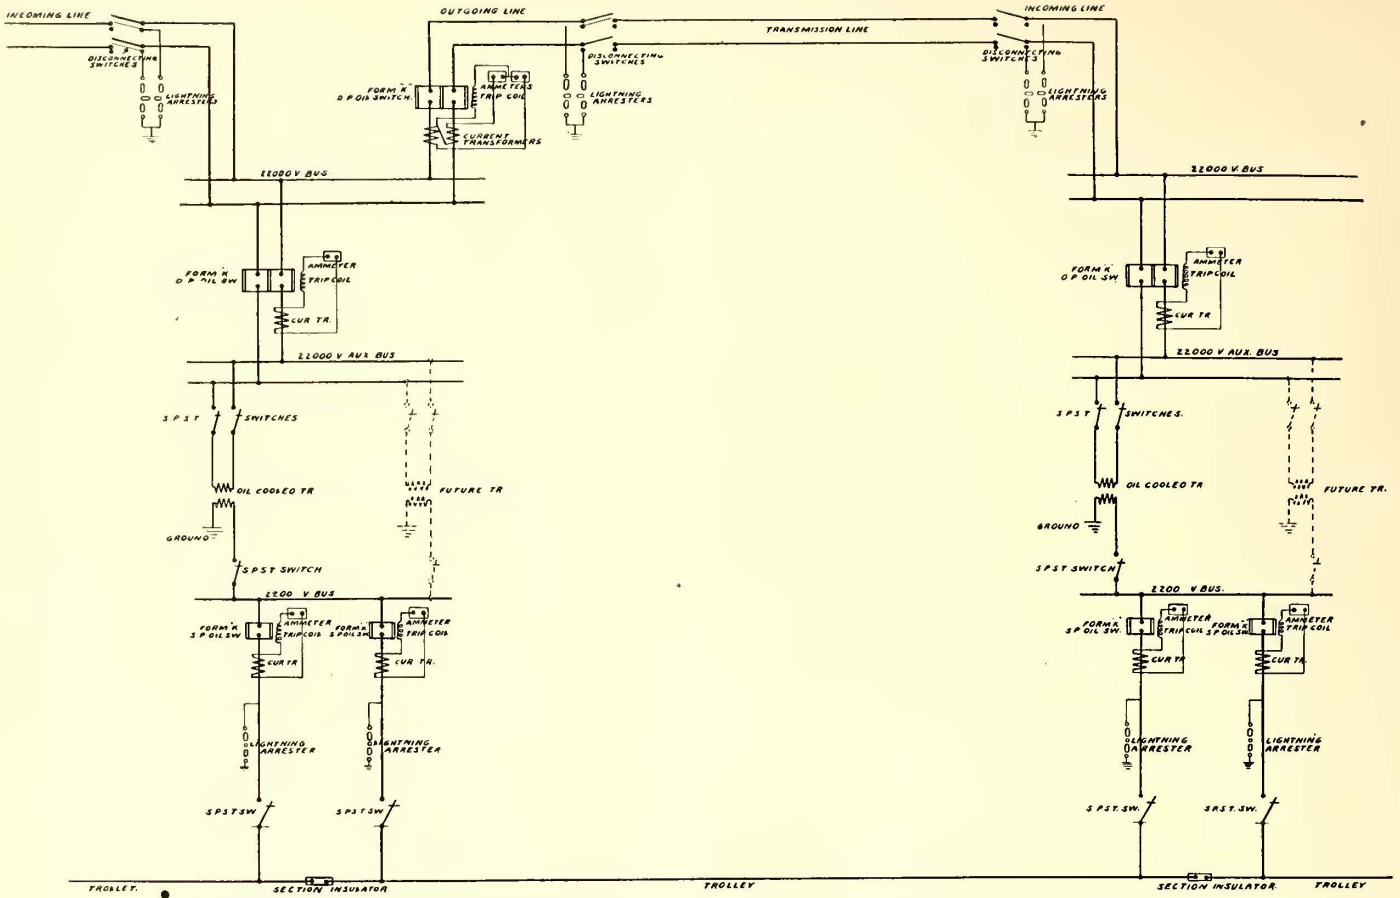 INCOMING LINE
OUTGOING LINE
INCOMING LINE
TRANSMISSION LINE
DISCONNECTING
SWITCHES
LIGHTNING
ARRESTERS
FORM "K"
D P OIL SWITCH.
AMMETERS
TRIP COIL
CURRENT
TRANSFORMERS
DISCONNECTING
SWITCHES
LIGHTNING
ARRESTERS
DISCONNECTING
SWITCHES
LIGHTNING
ARRESTERS
22000 V BUS
22000 V. BUS
FORM "K"
D P OIL SW
AMMETER
TRIP COIL
CUR TR.
FORM "K"
D P OIL SW
AMMETER
TRIP COIL
CUR TR.
22000 V AUX BUS
22000 V AUX. BUS
S P S T SWITCHES
S P S T SWITCHES.
OIL COOLED TR
FUTURE TR
OIL COOLED TR
FUTURE TR.
GROUND
GROUND
S P S T SWITCH
S P S T SWITCH
2200 V BUS
2200 V BUS.
FORM "K"
S P OIL SW
AMMETER
TRIP COIL
CUR TR
FORM "K"
S P OIL SW
AMMETER
TRIP COIL
CUR TR.
FORM "K"
S P OIL SW.
AMMETER
TRIP COIL
CUR TR
FORM "K"
S P OIL SW.
AMMETER
TRIP COIL
CUR TR.
LIGHTNING
ARRESTER
LIGHTNING
ARRESTER
LIGHTNING
ARRESTER
LIGHTNING
ARRESTER
S P S T SW
S P S T SW
S P S T. SW.
S P S T. SW.
TROLLEY.
SECTION INSULATOR
TROLLEY
SECTION INSULATOR.
TROLLEY